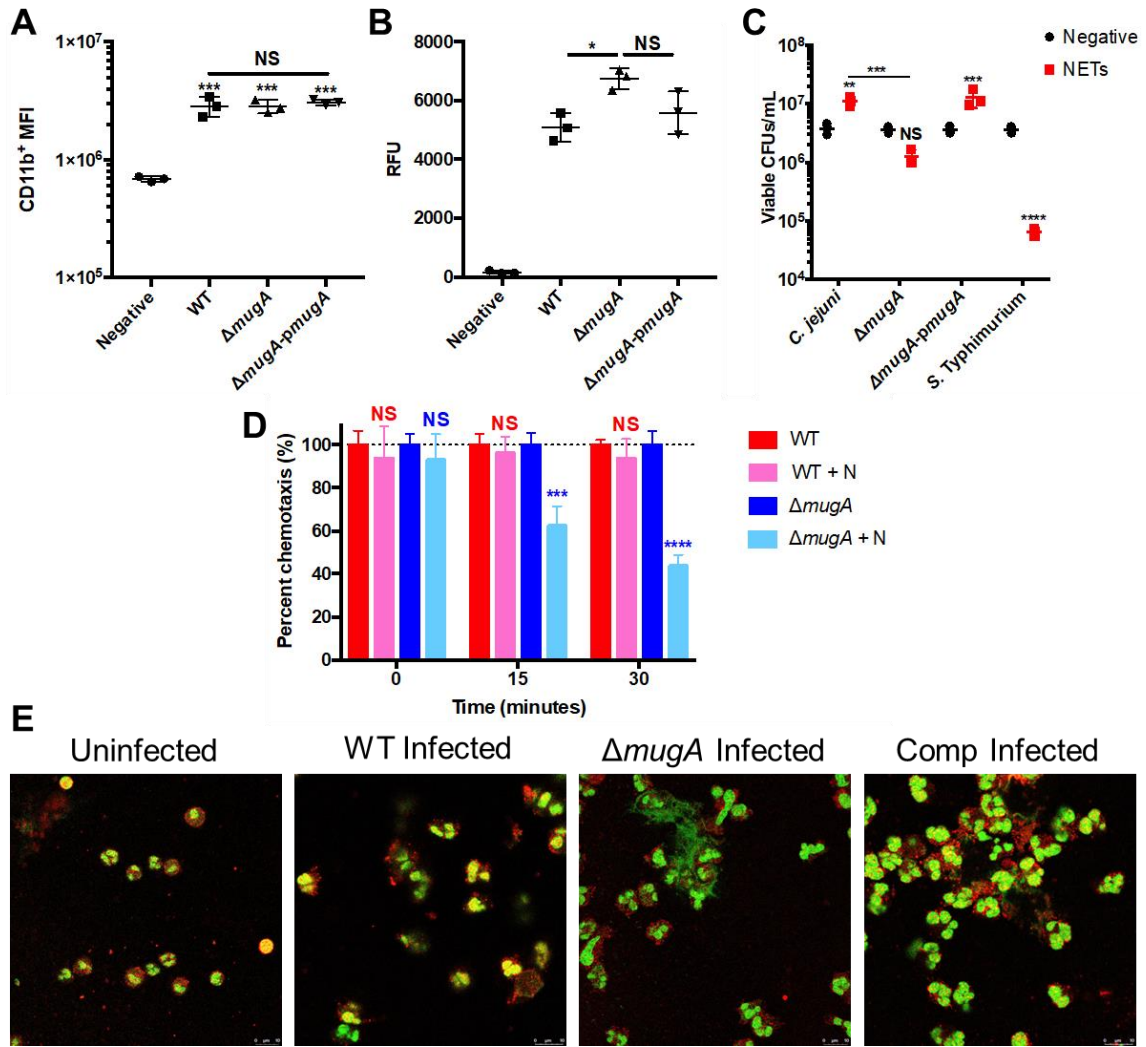 A
CD11b+ MFI
1×10^7
1×10^6
1×10^5
NS
***
***
***
Negative
WT
ΔmugA
ΔmugA-pmugA
B
RFU
8000
6000
4000
2000
0
*
NS
Negative
WT
ΔmugA
ΔmugA-pmugA
C
Viable CFUs/mL
10^8
10^7
10^6
10^5
10^4
***
**
NS
***
****
C. jejuni
ΔmugA
ΔmugA-pmugA
S. Typhimurium
Negative
NETs
D
Percent chemotaxis (%)
100
80
60
40
20
0
NS
NS
NS
***
NS
****
0
15
30
Time (minutes)
WT
WT + N
ΔmugA
ΔmugA + N
E
Uninfected
WT Infected
ΔmugA Infected
Comp Infected